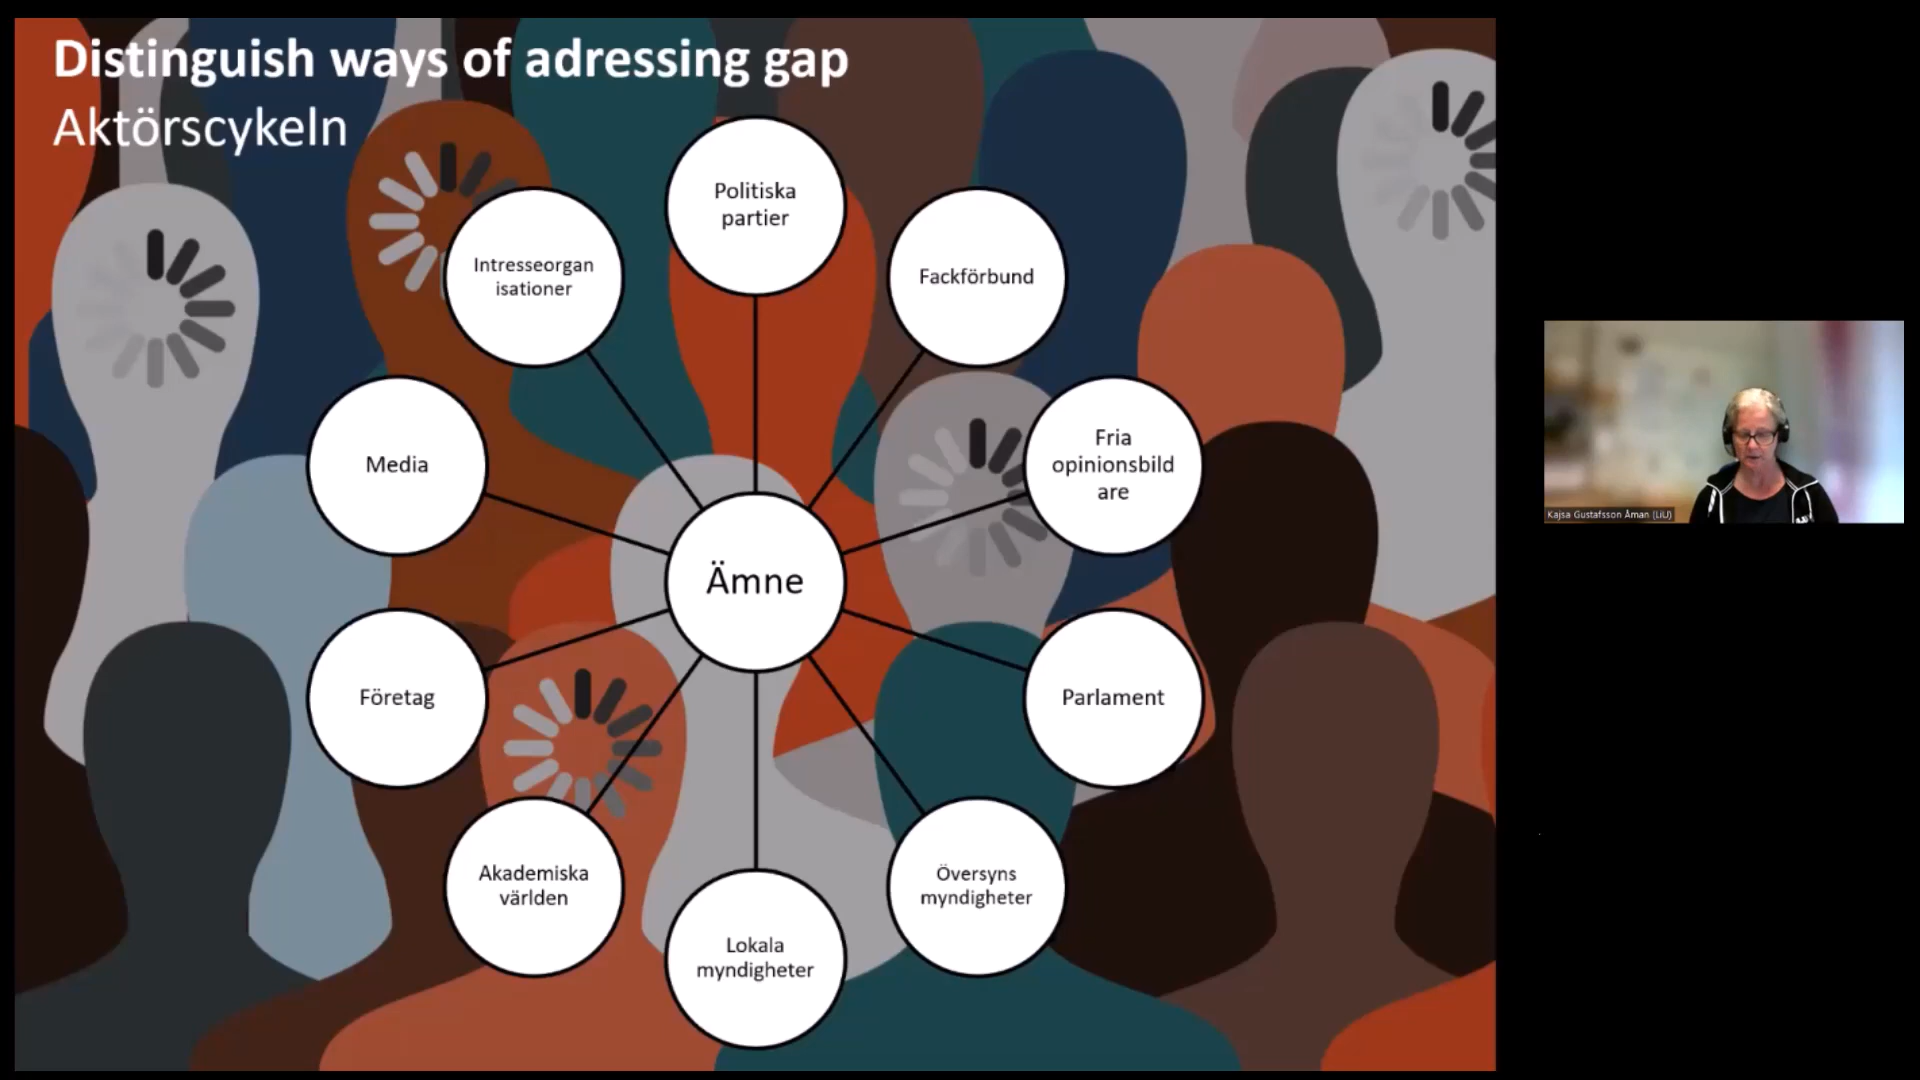 Distinguish ways of adressing gap
Aktörscykeln
Politiska
partier
Intresseorgan
isationer
Fackförbund
Media
Fria
opinionsbild
are
Ämne
Företag
Parlament
Akademiska
världen
Översyns
myndigheter
Lokala
myndigheter
Kajsa Gustafsson Åman (LiU)